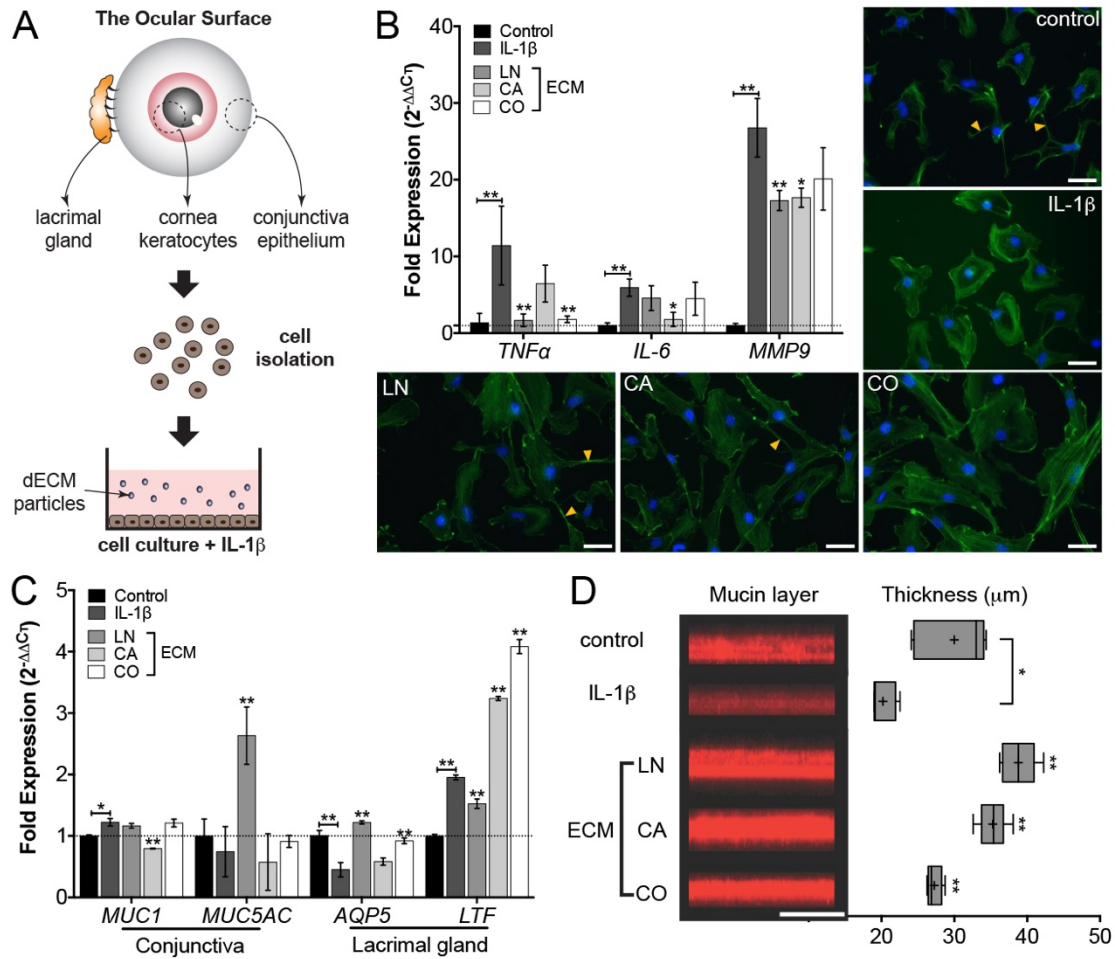 A
The Ocular Surface
lacrimal
gland
cornea
keratocytes
conjunctiva
epithelium
cell
isolation
dECM
particles
cell culture + IL-1β
B
Control
IL-1β
LN
CA
CO
ECM
Fold Expression (2^-ΔΔCT)
40
30
20
10
0
**
**
**
**
*
**
**
*
TNFα
IL-6
MMP9
control
IL-1β
LN
CA
CO
C
Control
IL-1β
LN
CA
CO
ECM
Fold Expression (2^-ΔΔCT)
5
4
3
2
1
0
*
**
**
**
**
**
**
**
**
**
MUC1
MUC5AC
AQP5
LTF
Conjunctiva
Lacrimal gland
D
Mucin layer
Thickness (μm)
control
IL-1β
ECM
LN
CA
CO
*
**
**
**
20
30
40
50